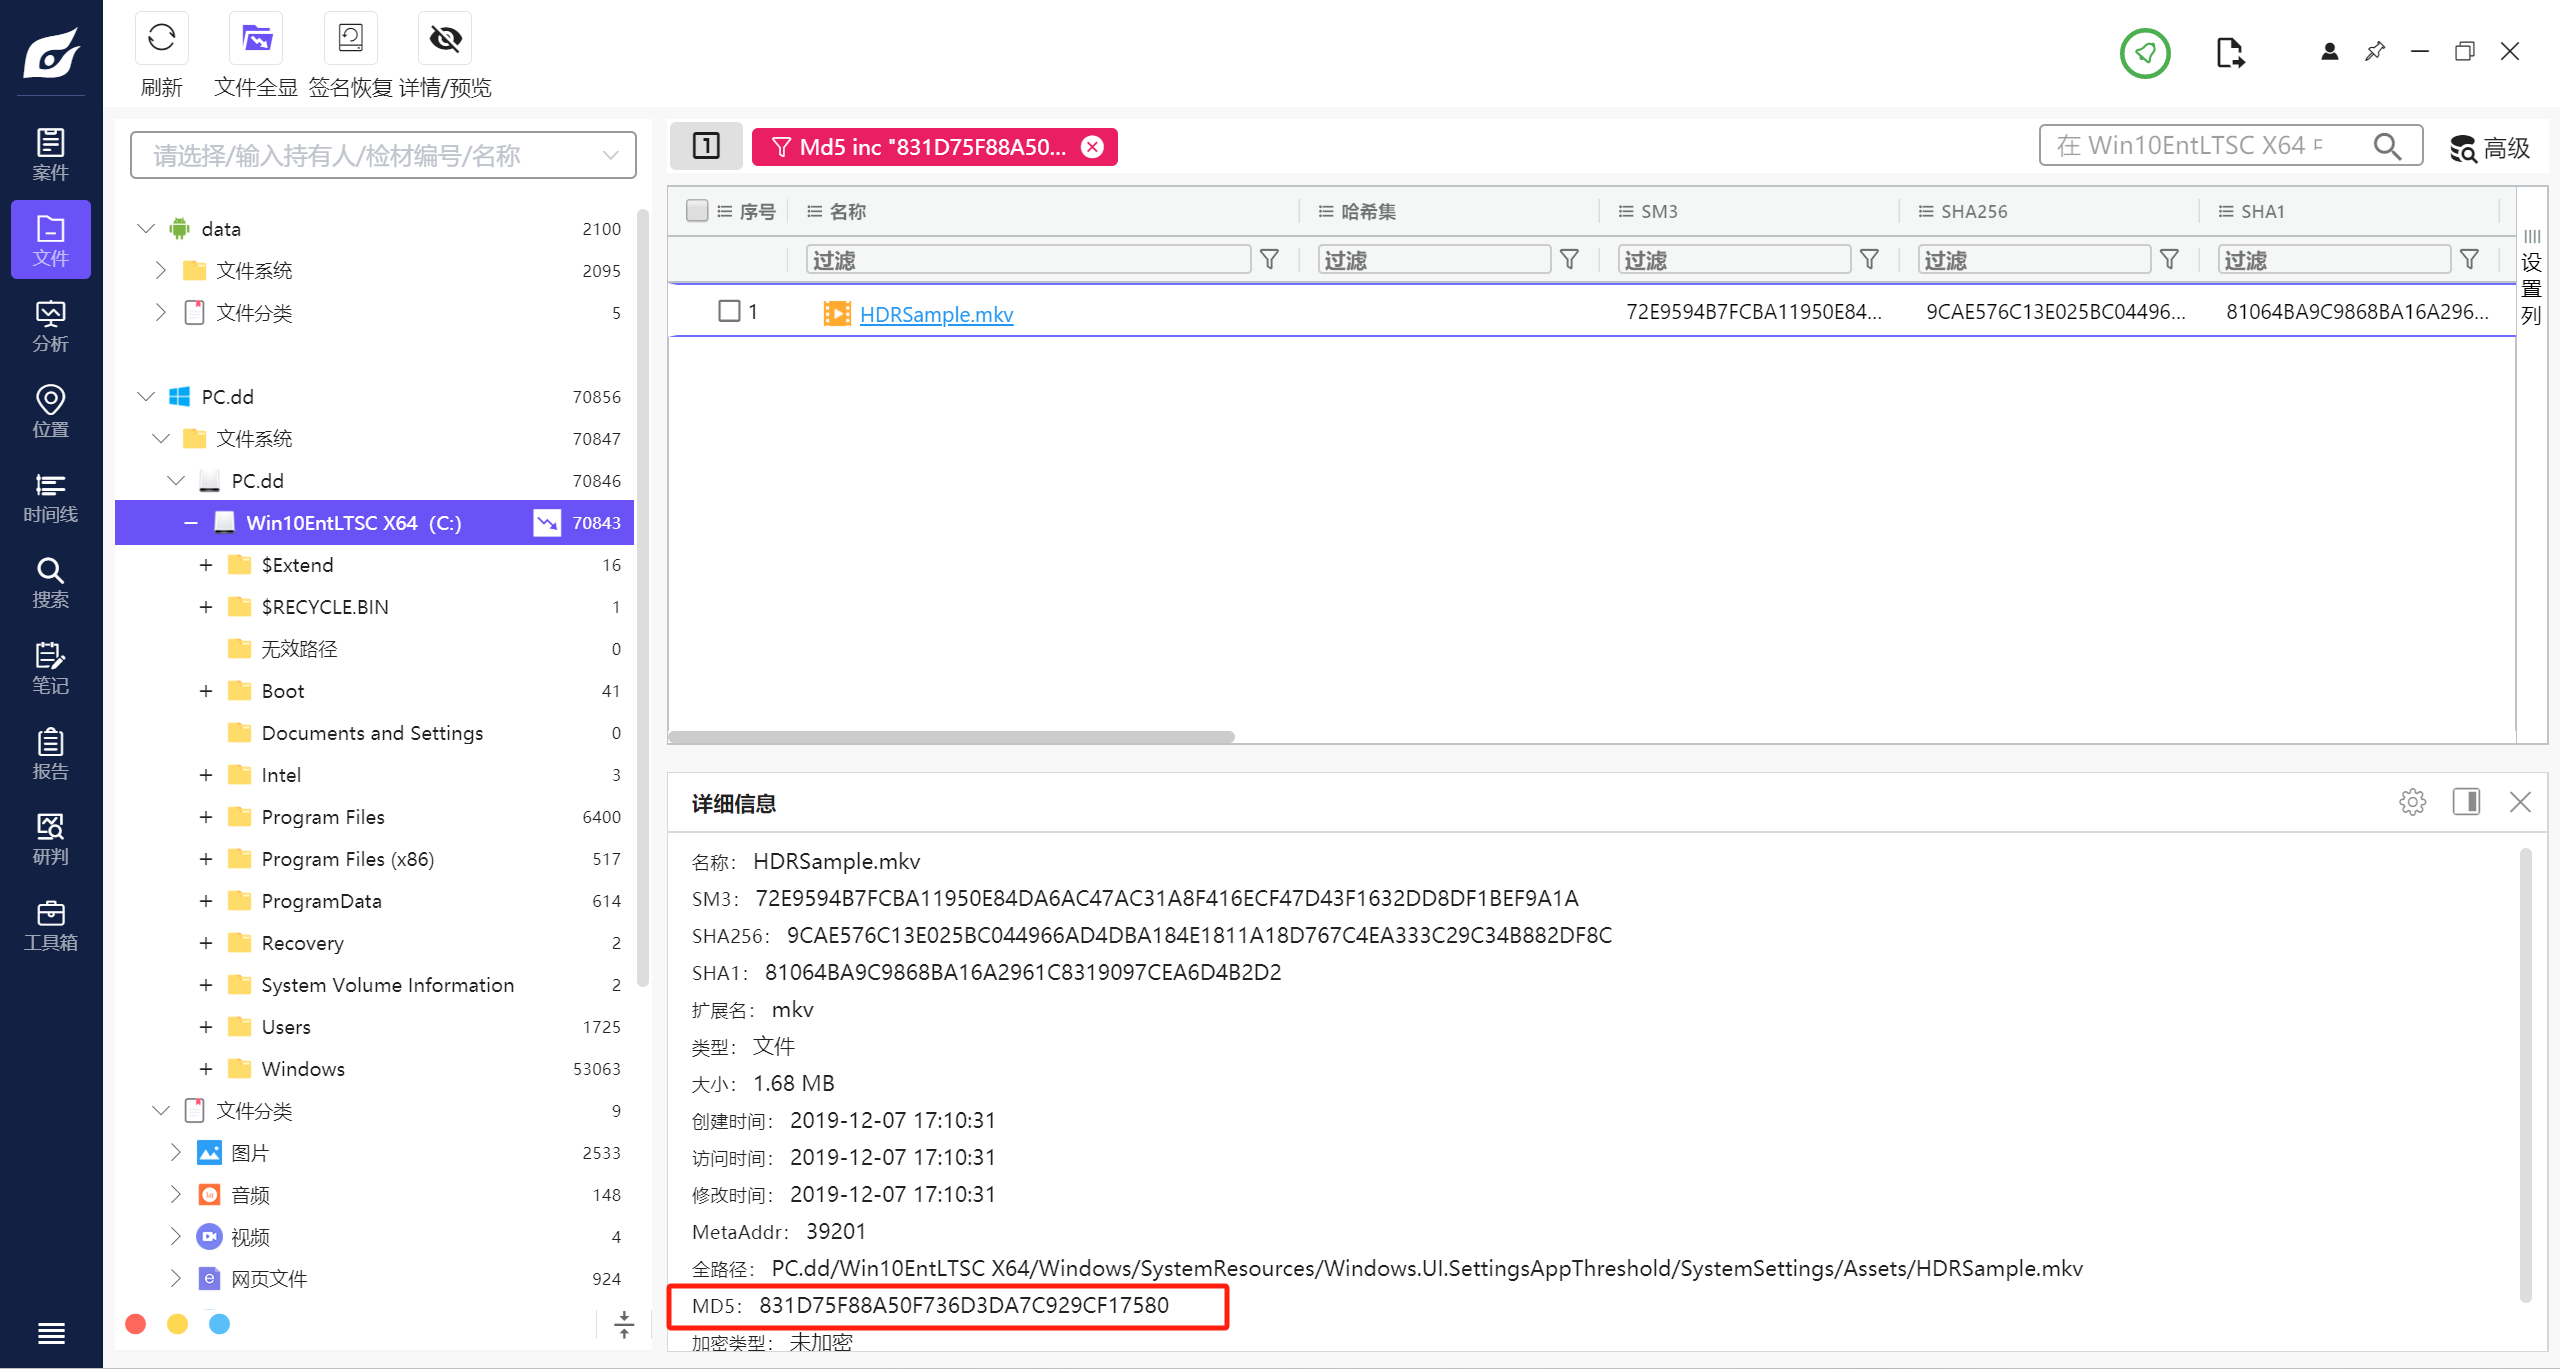 刷新
文件全显
签名恢复
详情/预览
案件
文件
分析
位置
时间线
搜索
笔记
报告
研判
工具箱
请选择/输入持有人/检材编号/名称
data 2100
文件系统 2095
文件分类 5
PC.dd 70856
文件系统 70847
PC.dd 70846
Win10EntLTSC X64 (C:) 70843
$Extend 16
$RECYCLE.BIN 1
无效路径 0
Boot 41
Documents and Settings 0
Intel 3
Program Files 6400
Program Files (x86) 517
ProgramData 614
Recovery 2
System Volume Information 2
Users 1725
Windows 53063
文件分类 9
图片 2533
音频 148
视频 4
网页文件 924
1
Md5 inc "831D75F88A50...
在 Win10EntLTSC X64
高级
序号 名称 哈希集 SM3 SHA256 SHA1
过滤 过滤 过滤 过滤 过滤
1 HDRSample.mkv 72E9594B7FCBA11950E84... 9CAE576C13E025BC04496... 81064BA9C9868BA16A296...
设置列
详细信息
名称: HDRSample.mkv
SM3: 72E9594B7FCBA11950E84DA6AC47AC31A8F416ECF47D43F1632DD8DF1BEF9A1A
SHA256: 9CAE576C13E025BC044966AD4DBA184E1811A18D767C4EA333C29C34B882DF8C
SHA1: 81064BA9C9868BA16A2961C8319097CEA6D4B2D2
扩展名: mkv
类型: 文件
大小: 1.68 MB
创建时间: 2019-12-07 17:10:31
访问时间: 2019-12-07 17:10:31
修改时间: 2019-12-07 17:10:31
MetaAddr: 39201
全路径: PC.dd/Win10EntLTSC X64/Windows/SystemResources/Windows.UI.SettingsAppThreshold/SystemSettings/Assets/HDRSample.mkv
MD5: 831D75F88A50F736D3DA7C929CF17580
加密类型: 未加密